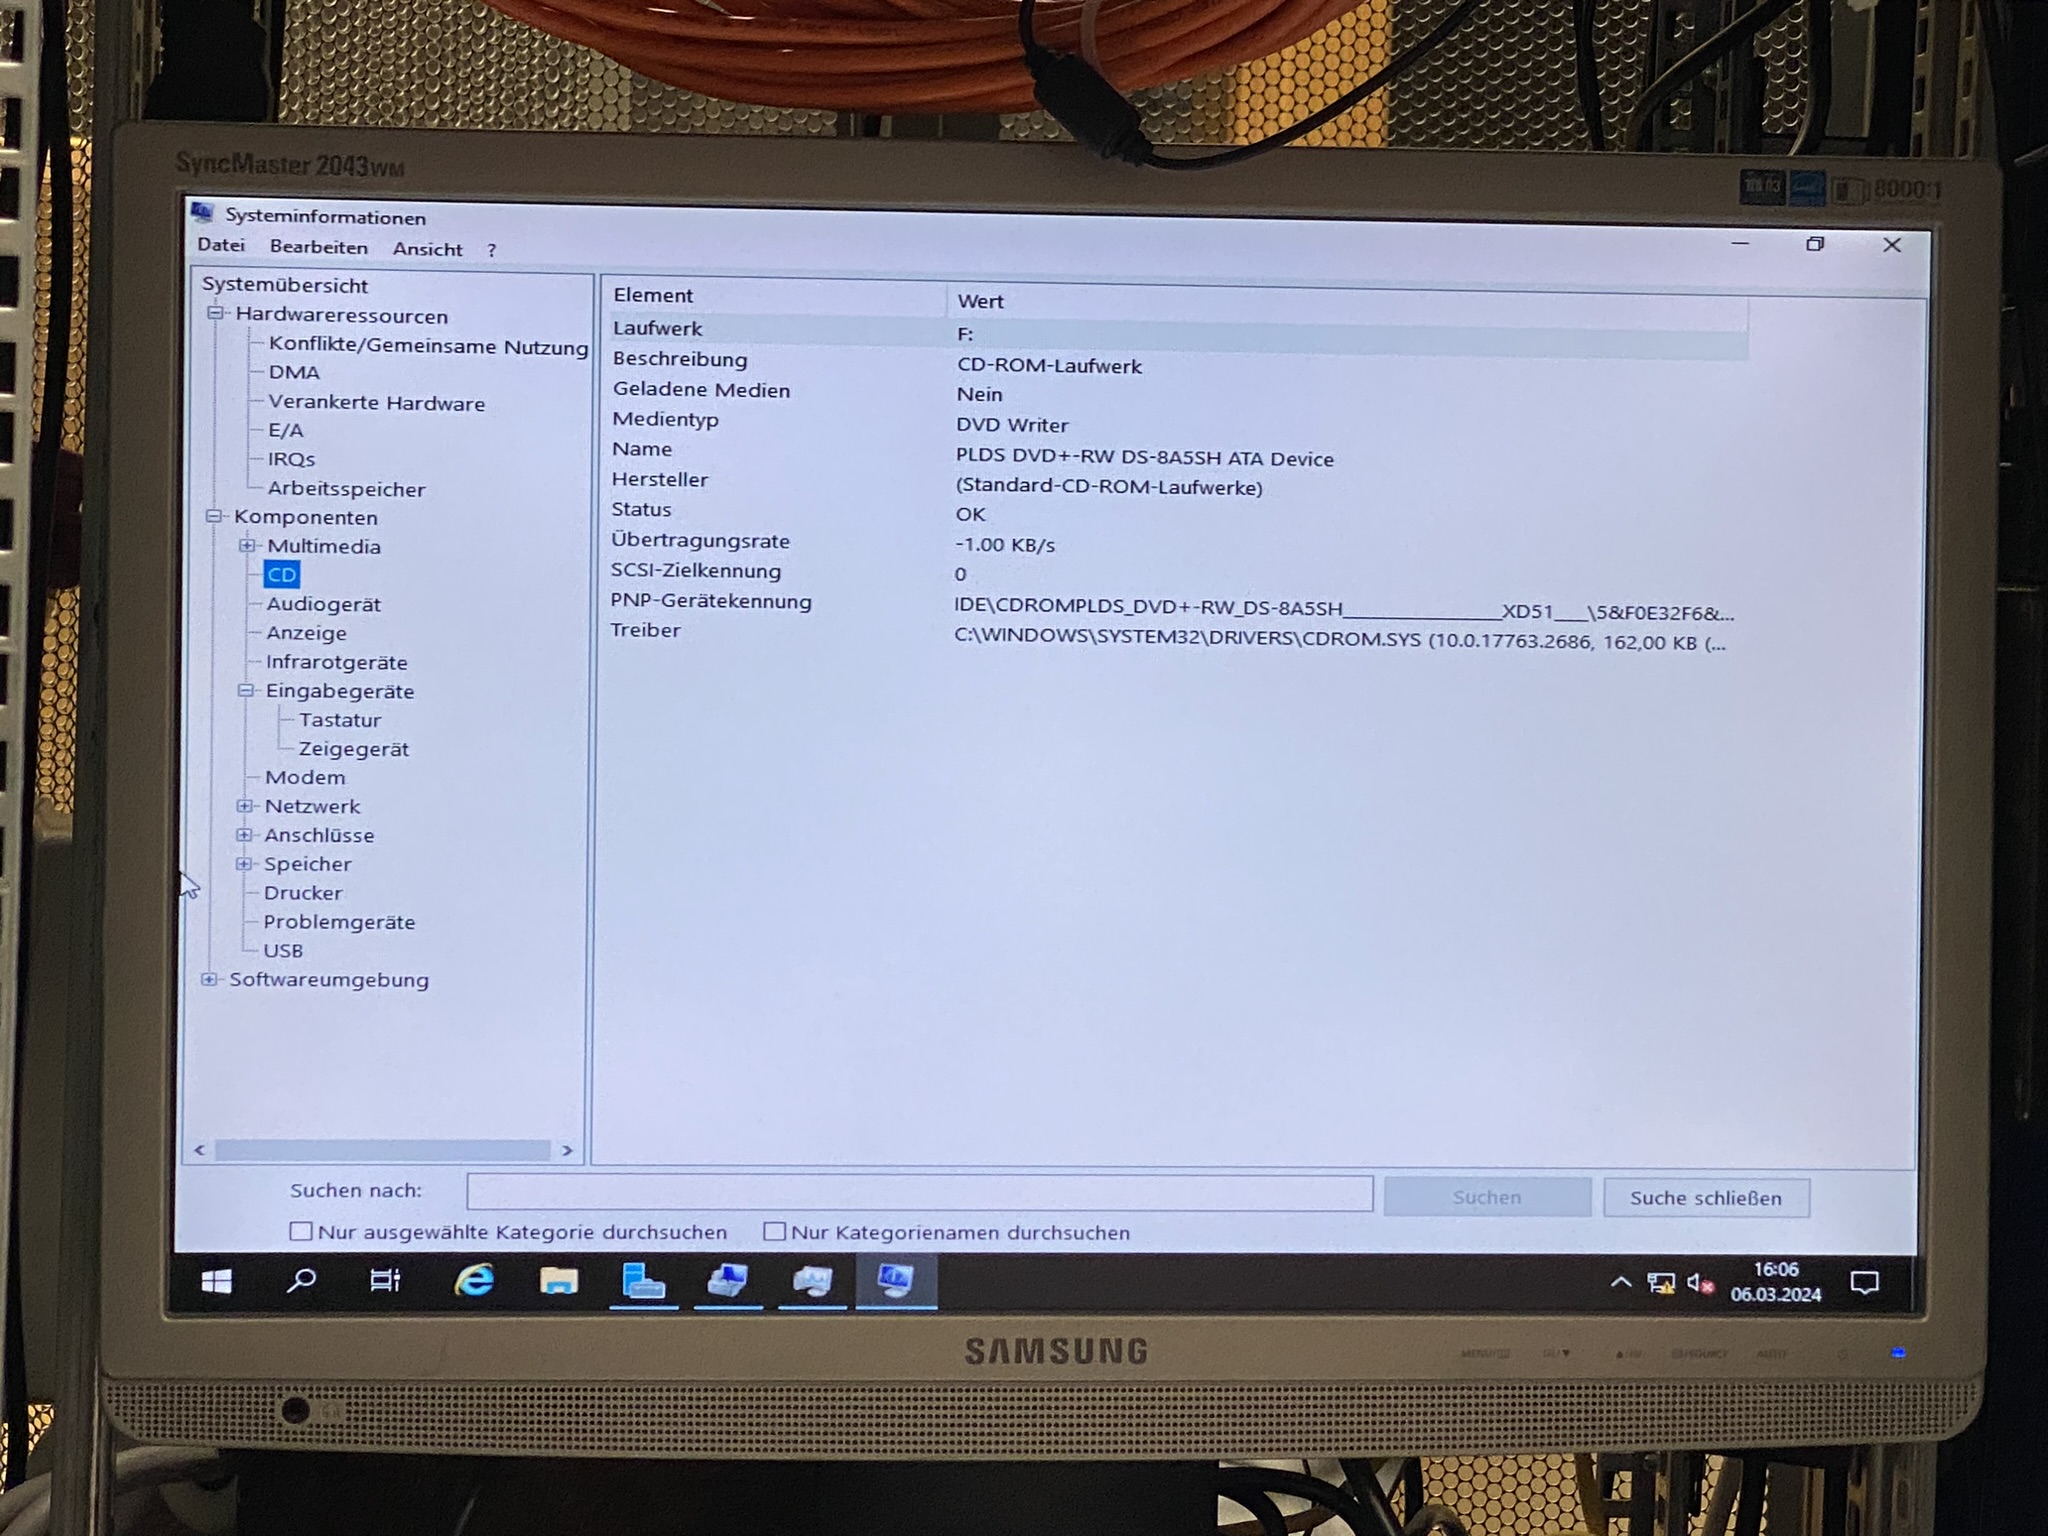 SyncMaster 2043WM
8000:1
Systeminformationen
Datei Bearbeiten Ansicht ?
Systemübersicht
Hardwareressourcen
Konflikte/Gemeinsame Nutzung
DMA
Verankerte Hardware
E/A
IRQs
Arbeitsspeicher
Komponenten
Multimedia
CD
Audiogerät
Anzeige
Infrarotgeräte
Eingabegeräte
Tastatur
Zeigegerät
Modem
Netzwerk
Anschlüsse
Speicher
Drucker
Problemgeräte
USB
Softwareumgebung
Element Wert
Laufwerk F:
Beschreibung CD-ROM-Laufwerk
Geladene Medien Nein
Medientyp DVD Writer
Name PLDS DVD+-RW DS-8A5SH ATA Device
Hersteller (Standard-CD-ROM-Laufwerke)
Status OK
Übertragungsrate -1.00 KB/s
SCSI-Zielkennung 0
PNP-Gerätekennung IDE\CDROMPLDS_DVD+-RW_DS-8A5SH________________XD51___\5&F0E32F6&...
Treiber C:\WINDOWS\SYSTEM32\DRIVERS\CDROM.SYS (10.0.17763.2686, 162,00 KB (...
Suchen nach: Suchen Suche schließen
Nur ausgewählte Kategorie durchsuchen Nur Kategorienamen durchsuchen
16:06
06.03.2024
SAMSUNG